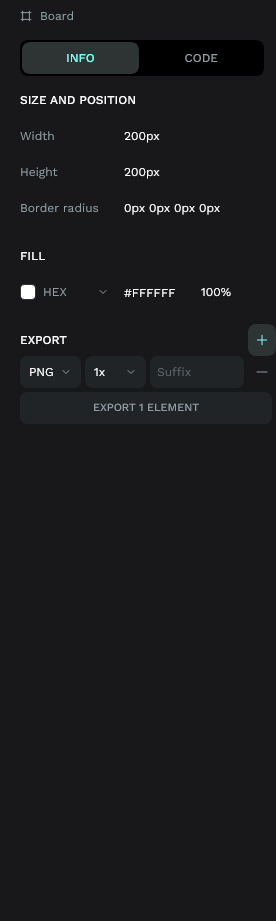 Board
INFO CODE
SIZE AND POSITION
Width 200px
Height 200px
Border radius 0px 0px 0px 0px
FILL
HEX #FFFFFF 100%
EXPORT
PNG 1x Suffix
EXPORT 1 ELEMENT